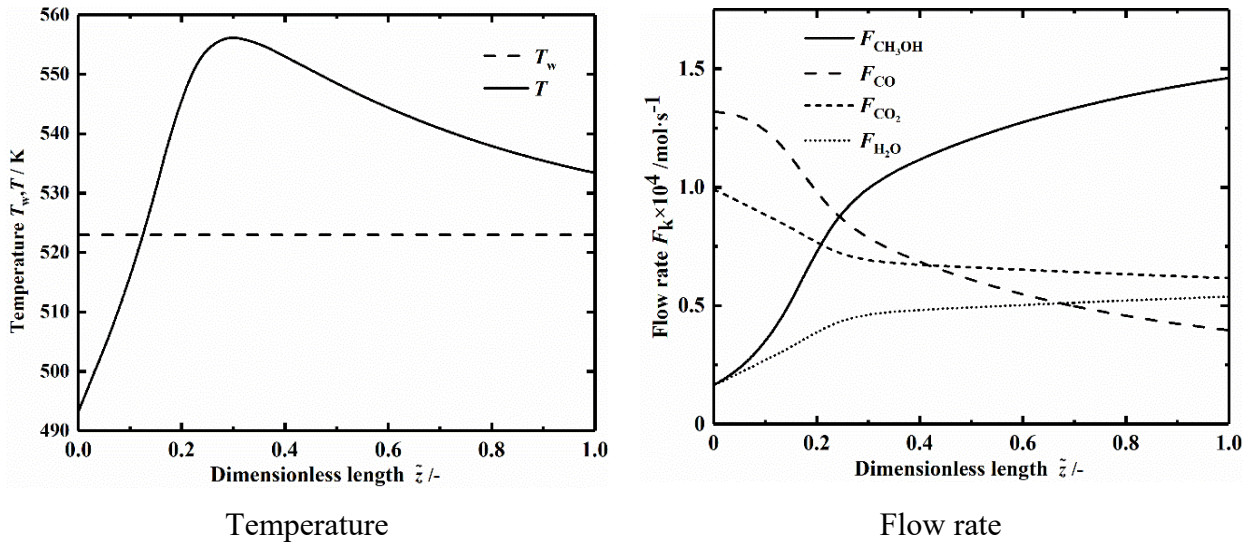 560
550
540
530
520
510
500
490
Temperature T_w, T / K
T_w
T
0.0
0.2
0.4
0.6
0.8
1.0
Dimensionless length z̃ /-
Temperature
1.5
1.0
0.5
0
Flow rate F_k×10⁴ /mol·s⁻¹
F_CH₃OH
F_CO
F_CO₂
F_H₂O
0
0.2
0.4
0.6
0.8
1.0
Dimensionless length z̃ /-
Flow rate